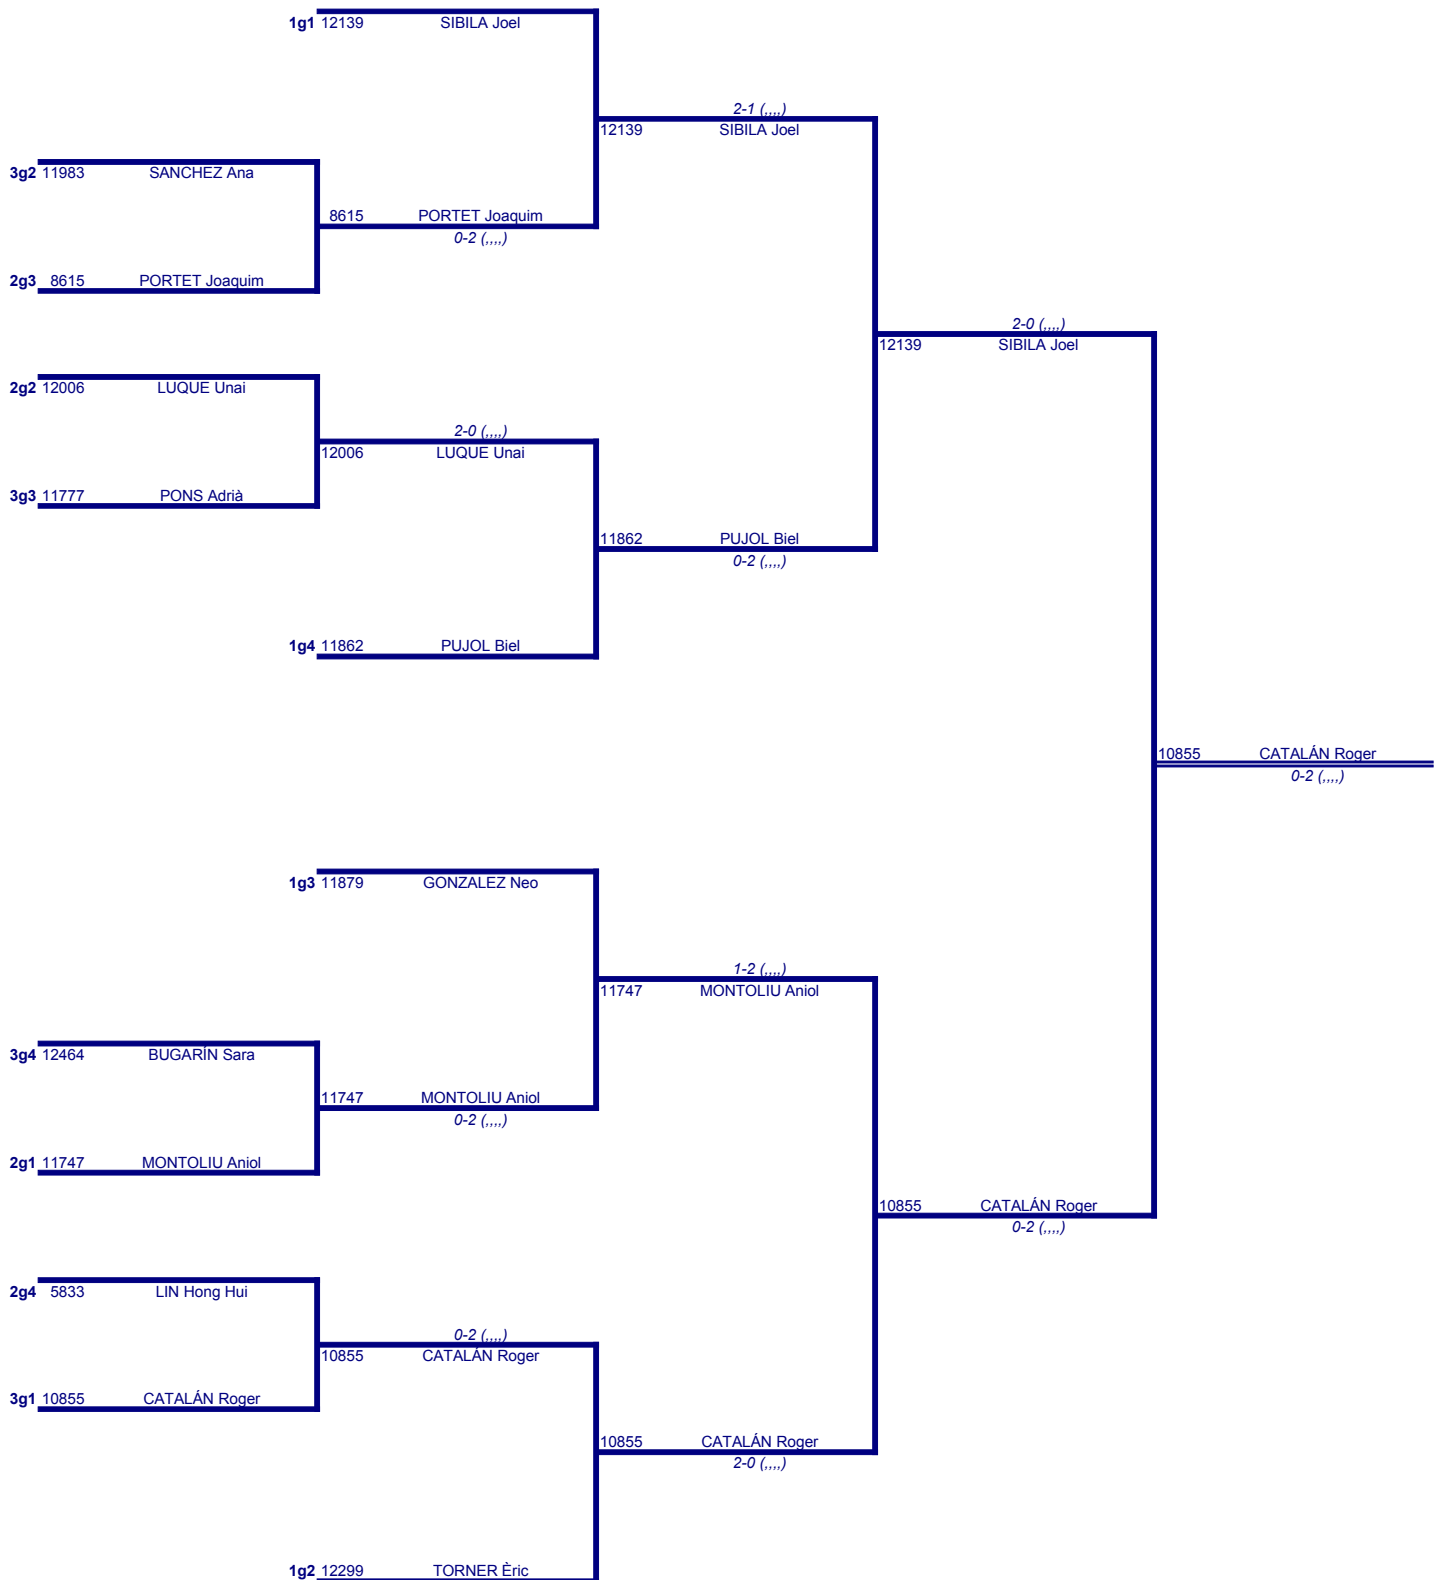 1g1 12139 SIBILA Joel
2-1 (,,,,)
12139 SIBILA Joel
3g2 11983 SANCHEZ Ana
8615 PORTET Joaquim
0-2 (,,,,)
2g3 8615 PORTET Joaquim
2-0 (,,,,)
12139 SIBILA Joel
2g2 12006 LUQUE Unai
2-0 (,,,,)
12006 LUQUE Unai
3g3 11777 PONS Adrià
11862 PUJOL Biel
0-2 (,,,,)
1g4 11862 PUJOL Biel
10855 CATALÁN Roger
0-2 (,,,,)
1g3 11879 GONZALEZ Neo
1-2 (,,,,)
11747 MONTOLIU Aniol
3g4 12464 BUGARÍN Sara
11747 MONTOLIU Aniol
0-2 (,,,,)
2g1 11747 MONTOLIU Aniol
10855 CATALÁN Roger
0-2 (,,,,)
2g4 5833 LIN Hong Hui
0-2 (,,,,)
10855 CATALÁN Roger
3g1 10855 CATALÁN Roger
10855 CATALÁN Roger
2-0 (,,,,)
1g2 12299 TORNER Èric